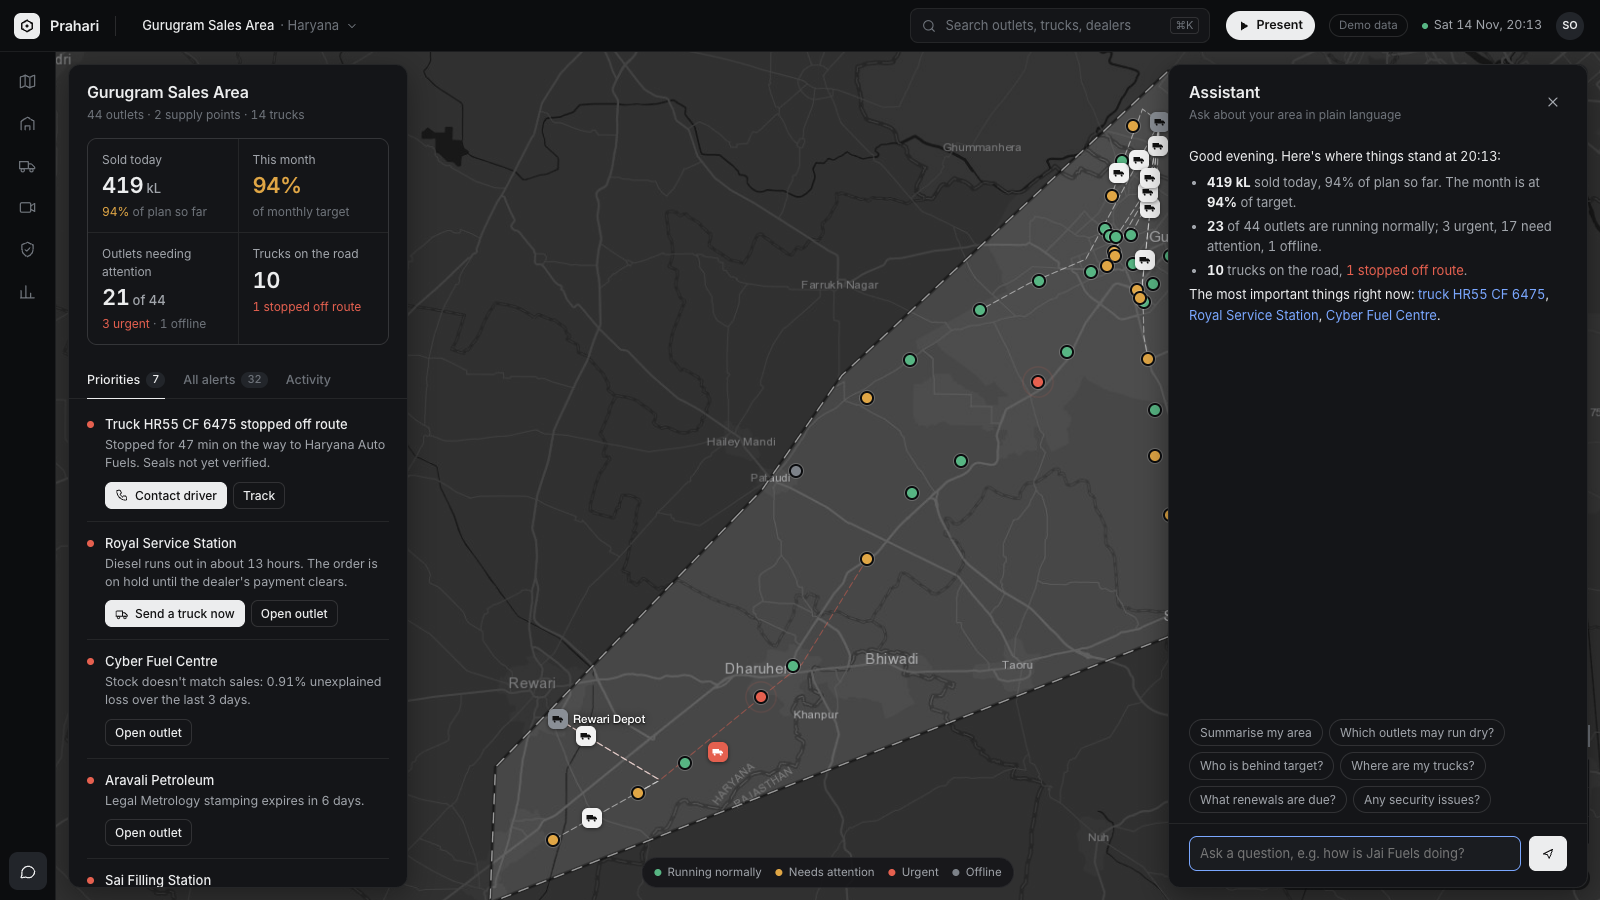 Prahari
Gurugram Sales Area · Haryana
Search outlets, trucks, dealers
⌘K
Present
Demo data
Sat 14 Nov, 20:13
SO
Gurugram Sales Area
44 outlets · 2 supply points · 14 trucks
Sold today
419 kL
94% of plan so far
This month
94%
of monthly target
Outlets needing
attention
21 of 44
3 urgent · 1 offline
Trucks on the road
10
1 stopped off route
Priorities 7
All alerts 32
Activity
Truck HR55 CF 6475 stopped off route
Stopped for 47 min on the way to Haryana Auto
Fuels. Seals not yet verified.
Contact driver
Track
Royal Service Station
Diesel runs out in about 13 hours. The order is
on hold until the dealer's payment clears.
Send a truck now
Open outlet
Cyber Fuel Centre
Stock doesn't match sales: 0.91% unexplained
loss over the last 3 days.
Open outlet
Aravali Petroleum
Legal Metrology stamping expires in 6 days.
Open outlet
Sai Filling Station
dri
Ghummanhera
Gu
Farrukh Nagar
Hailey Mandi
Pataudi
Dharuhe
Bhiwadi
Taoru
Rewari
Rewari Depot
Khanpur
HARYANA
RAJASTHAN
Nuh
Running normally
Needs attention
Urgent
Offline
Assistant
Ask about your area in plain language
Good evening. Here's where things stand at 20:13:
• 419 kL sold today, 94% of plan so far. The month is at
94% of target.
• 23 of 44 outlets are running normally; 3 urgent, 17 need
attention, 1 offline.
• 10 trucks on the road, 1 stopped off route.
The most important things right now: truck HR55 CF 6475,
Royal Service Station, Cyber Fuel Centre.
Summarise my area
Which outlets may run dry?
Who is behind target?
Where are my trucks?
What renewals are due?
Any security issues?
Ask a question, e.g. how is Jai Fuels doing?